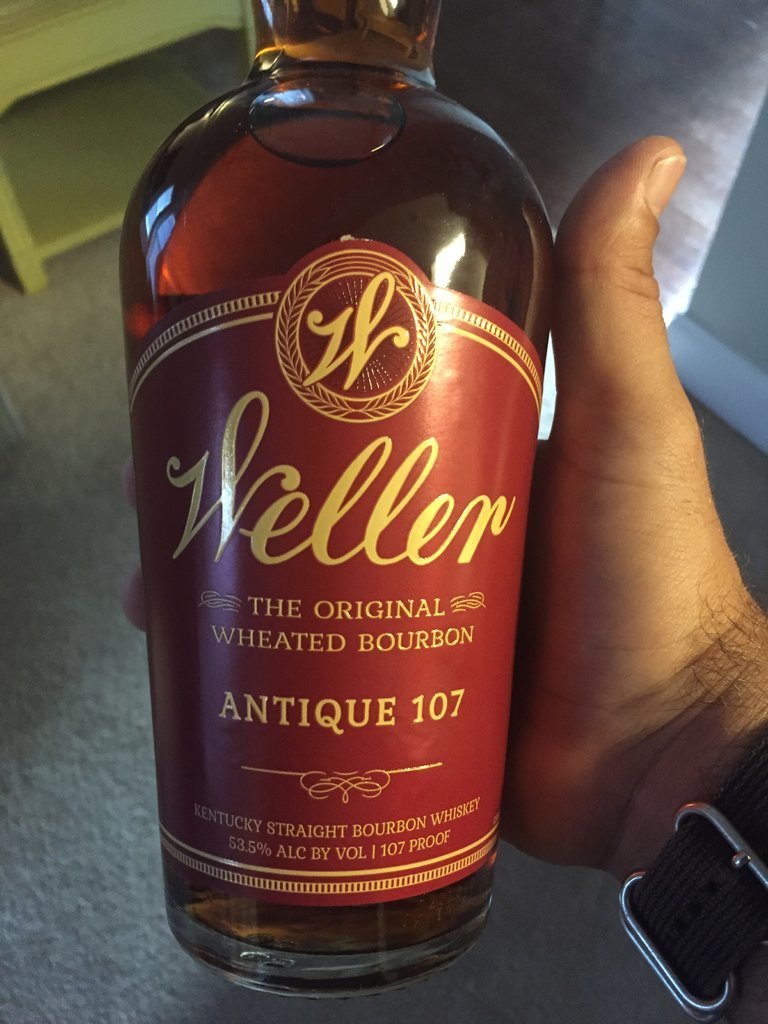 W
Weller
THE ORIGINAL
WHEATED BOURBON
ANTIQUE 107
KENTUCKY STRAIGHT BOURBON WHISKEY
53.5% ALC BY VOL | 107 PROOF